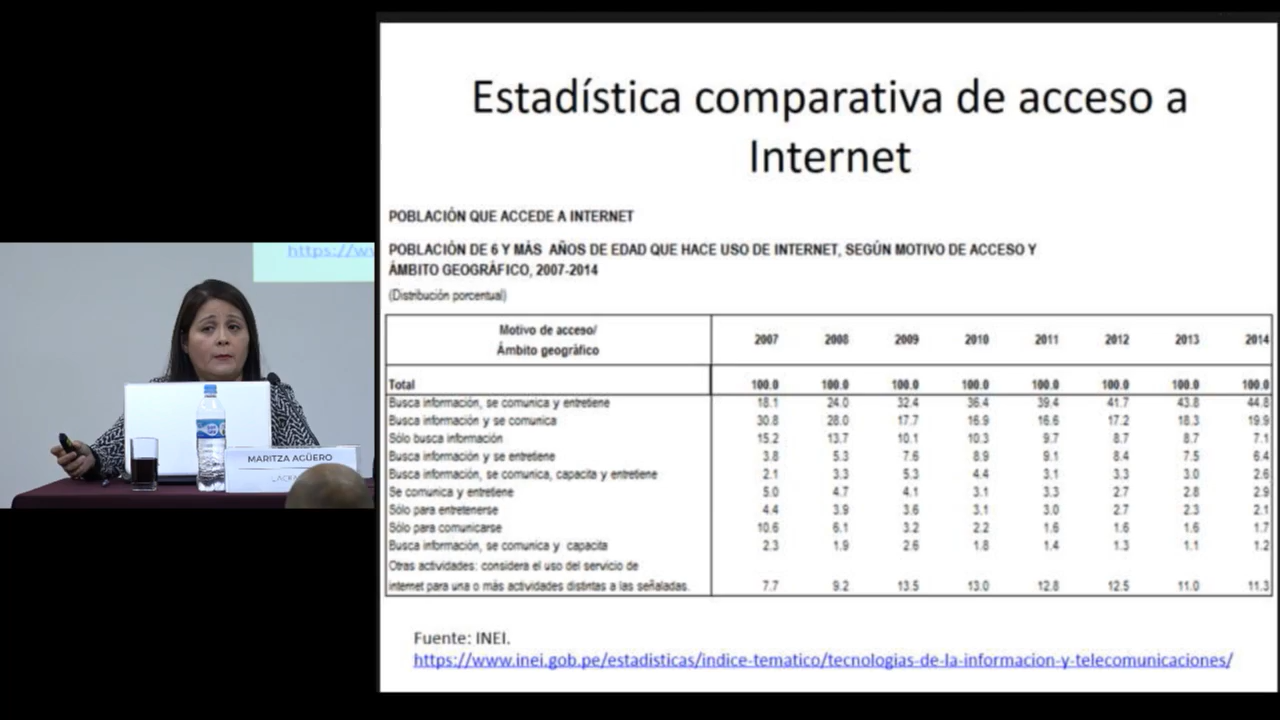 Estadística comparativa de acceso a
Internet
POBLACIÓN QUE ACCEDE A INTERNET
POBLACIÓN DE 6 Y MÁS AÑOS DE EDAD QUE HACE USO DE INTERNET, SEGÚN MOTIVO DE ACCESO Y
ÁMBITO GEOGRÁFICO, 2007-2014
(Distribución porcentual)
Motivo de acceso/
Ámbito geográfico
2007 2008 2009 2010 2011 2012 2013 2014
Total 100.0 100.0 100.0 100.0 100.0 100.0 100.0 100.0
Busca información, se comunica y entretiene 18.1 24.0 32.4 36.4 39.4 41.7 43.8 44.8
Busca información y se comunica 30.8 28.0 17.7 16.9 16.6 17.2 18.3 19.9
Sólo busca información 15.2 13.7 10.1 10.3 9.7 8.7 8.7 7.1
Busca información y se entretiene 3.8 5.3 7.6 8.9 9.1 8.4 7.5 6.4
Busca información, se comunica, capacita y entretiene 2.1 3.3 5.3 4.4 3.1 3.3 3.0 2.6
Se comunica y entretiene 5.0 4.7 4.1 3.1 3.3 2.7 2.8 2.9
Sólo para entretenerse 4.4 3.9 3.6 3.1 3.0 2.7 2.3 2.1
Sólo para comunicarse 10.6 6.1 3.2 2.2 1.6 1.6 1.6 1.7
Busca información, se comunica y capacita 2.3 1.9 2.6 1.8 1.4 1.3 1.1 1.2
Otras actividades: considera el uso del servicio de
internet para una o más actividades distintas a las señaladas. 7.7 9.2 13.5 13.0 12.8 12.5 11.0 11.3
Fuente: INEI.
https://www.inei.gob.pe/estadisticas/indice-tematico/tecnologias-de-la-informacion-y-telecomunicaciones/
https://ww
MARITZA AGÜERO